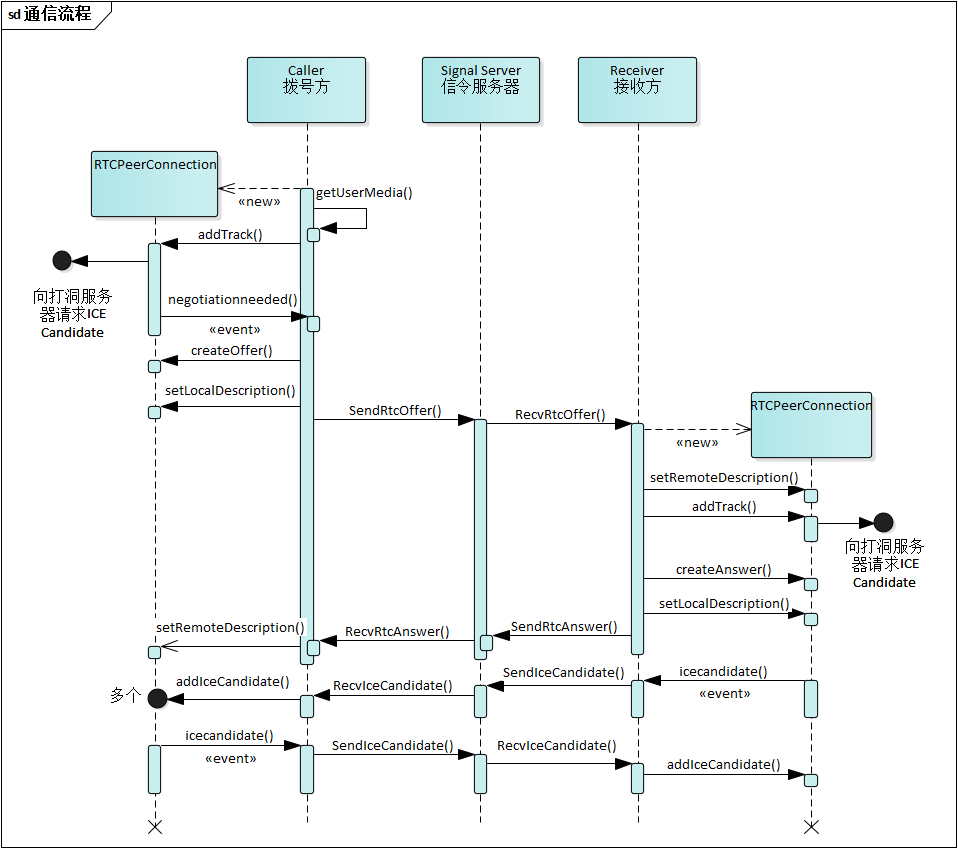 sd 通信流程
Caller
拨号方
Signal Server
信令服务器
Receiver
接收方
RTCPeerConnection
«new»
getUserMedia()
addTrack()
向打洞服务
器请求ICE
Candidate
negotiationneeded()
«event»
createOffer()
setLocalDescription()
SendRtcOffer()
RecvRtcOffer()
RTCPeerConnection
«new»
setRemoteDescription()
addTrack()
向打洞服务
器请求ICE
Candidate
createAnswer()
setLocalDescription()
SendRtcAnswer()
RecvRtcAnswer()
setRemoteDescription()
icecandidate()
«event»
SendIceCandidate()
RecvIceCandidate()
addIceCandidate()
多个
icecandidate()
«event»
SendIceCandidate()
RecvIceCandidate()
addIceCandidate()